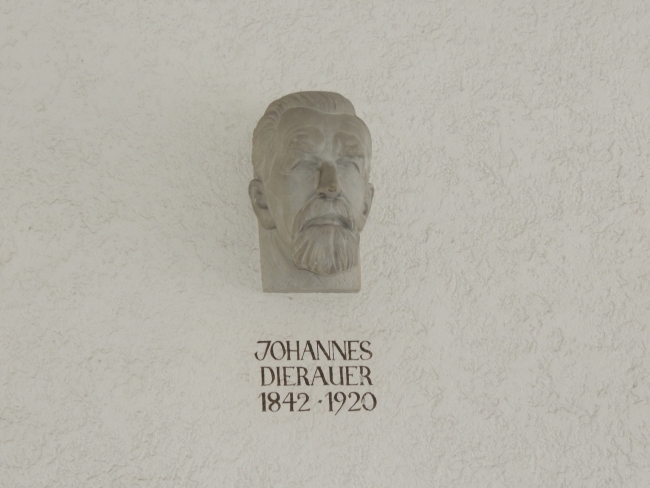 JOHANNES
DIERAUER
1842 · 1920